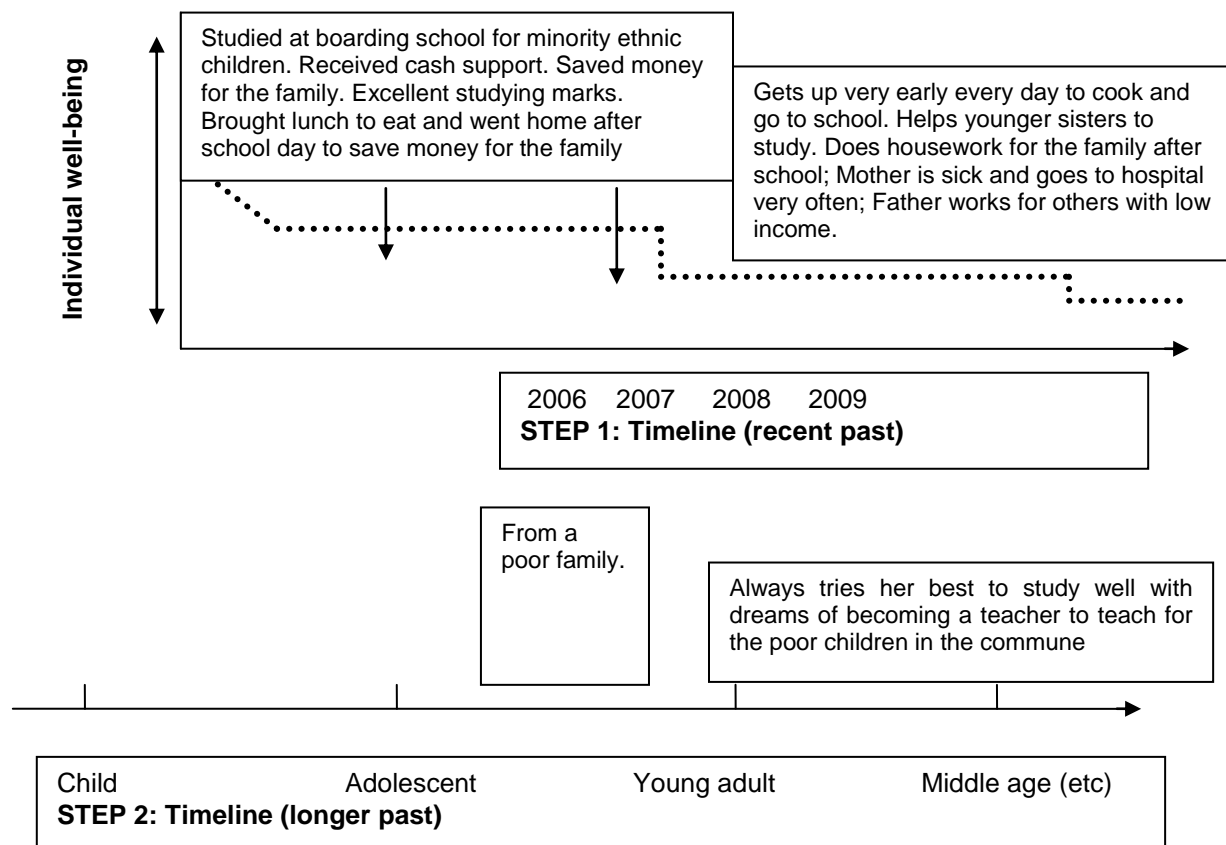 Individual well-being
Studied at boarding school for minority ethnic
children. Received cash support. Saved money
for the family. Excellent studying marks.
Brought lunch to eat and went home after
school day to save money for the family
Gets up very early every day to cook and
go to school. Helps younger sisters to
study. Does housework for the family after
school; Mother is sick and goes to hospital
very often; Father works for others with low
income.
2006 2007 2008 2009
STEP 1: Timeline (recent past)
From a
poor family.
Always tries her best to study well with
dreams of becoming a teacher to teach for
the poor children in the commune
Child Adolescent Young adult Middle age (etc)
STEP 2: Timeline (longer past)